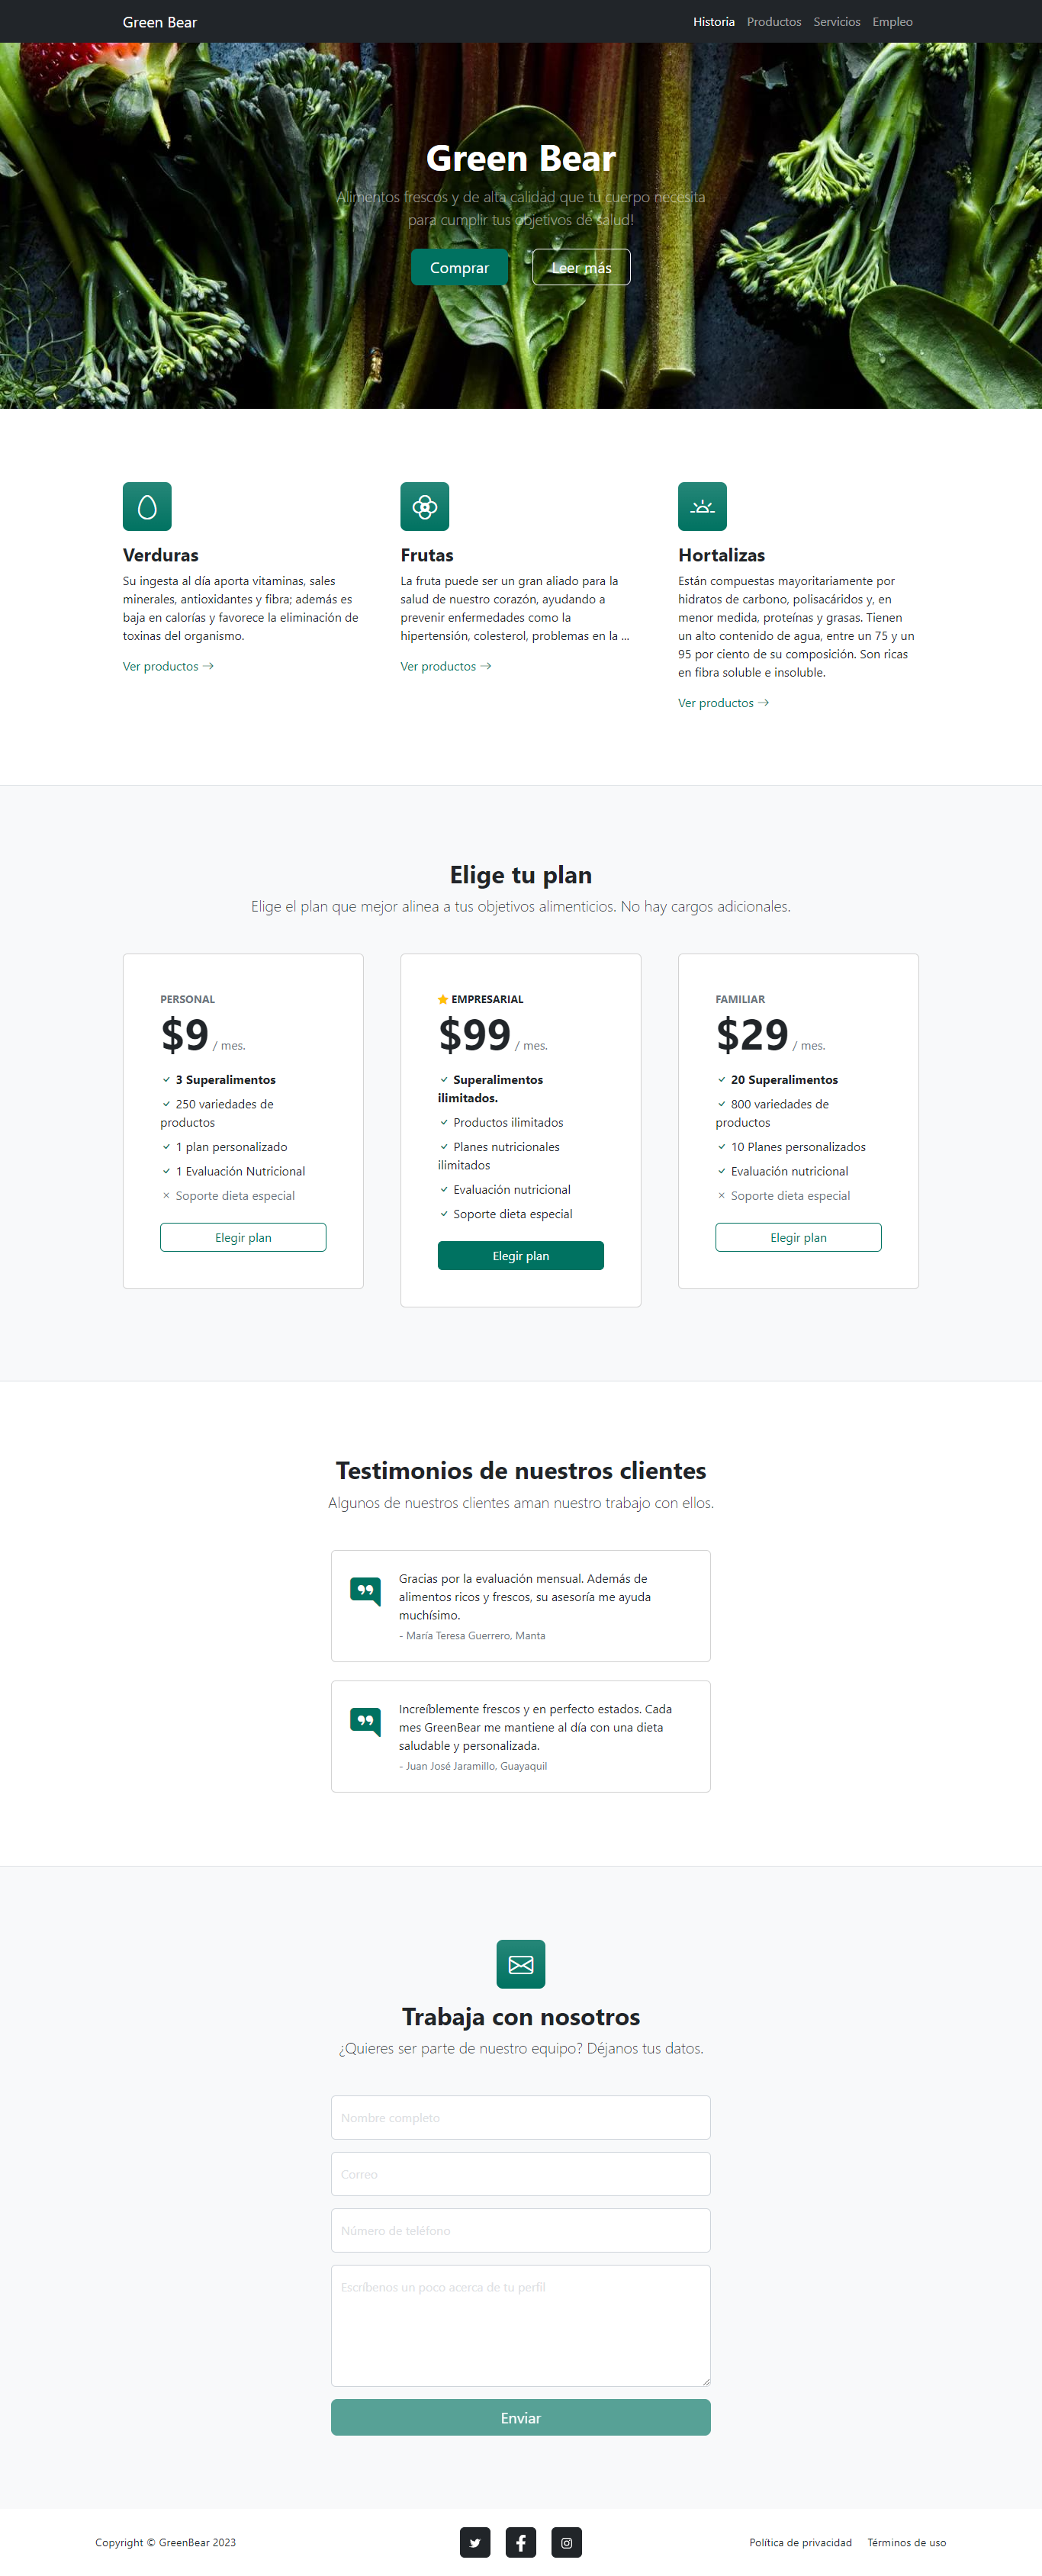 Green Bear
Historia Productos Servicios Empleo
Green Bear
Alimentos frescos y de alta calidad que tu cuerpo necesita
para cumplir tus objetivos de salud!
Comprar
Leer más
Verduras
Su ingesta al día aporta vitaminas, sales
minerales, antioxidantes y fibra; además es
baja en calorías y favorece la eliminación de
toxinas del organismo.
Ver productos
Frutas
La fruta puede ser un gran aliado para la
salud de nuestro corazón, ayudando a
prevenir enfermedades como la
hipertensión, colesterol, problemas en la ...
Ver productos
Hortalizas
Están compuestas mayoritariamente por
hidratos de carbono, polisacáridos y, en
menor medida, proteínas y grasas. Tienen
un alto contenido de agua, entre un 75 y un
95 por ciento de su composición. Son ricas
en fibra soluble e insoluble.
Ver productos
Elige tu plan
Elige el plan que mejor alinea a tus objetivos alimenticios. No hay cargos adicionales.
PERSONAL
$9 / mes.
3 Superalimentos
250 variedades de
productos
1 plan personalizado
1 Evaluación Nutricional
Soporte dieta especial
Elegir plan
EMPRESARIAL
$99 / mes.
Superalimentos
ilimitados.
Productos ilimitados
Planes nutricionales
ilimitados
Evaluación nutricional
Soporte dieta especial
Elegir plan
FAMILIAR
$29 / mes.
20 Superalimentos
800 variedades de
productos
10 Planes personalizados
Evaluación nutricional
Soporte dieta especial
Elegir plan
Testimonios de nuestros clientes
Algunos de nuestros clientes aman nuestro trabajo con ellos.
Gracias por la evaluación mensual. Además de
alimentos ricos y frescos, su asesoría me ayuda
muchísimo.
- María Teresa Guerrero, Manta
Increíblemente frescos y en perfecto estados. Cada
mes GreenBear me mantiene al día con una dieta
saludable y personalizada.
- Juan José Jaramillo, Guayaquil
Trabaja con nosotros
¿Quieres ser parte de nuestro equipo? Déjanos tus datos.
Nombre completo
Correo
Número de teléfono
Escríbenos un poco acerca de tu perfil
Enviar
Copyright © GreenBear 2023
Política de privacidad Términos de uso